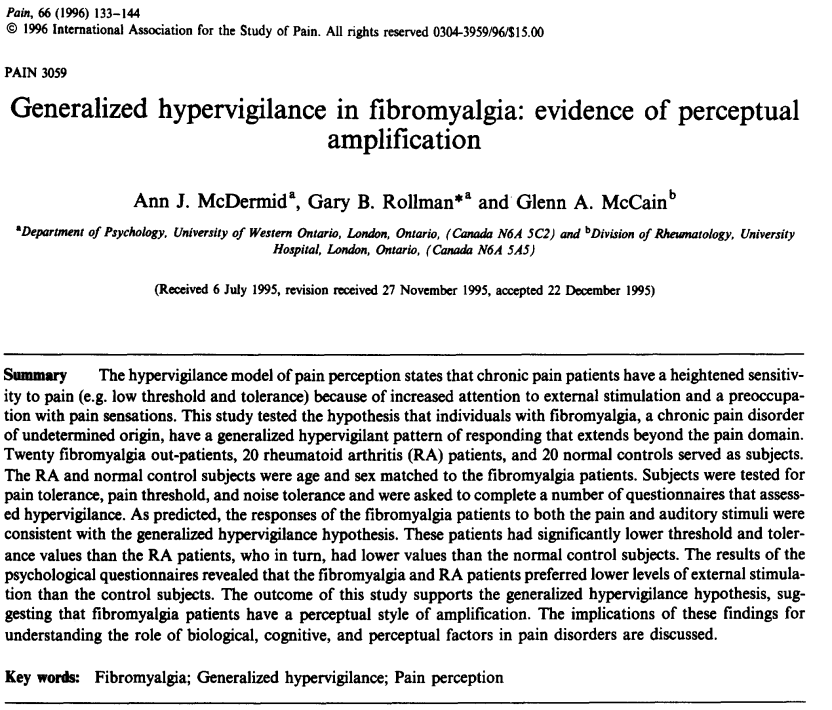 Pain, 66 (1996) 133–144
© 1996 International Association for the Study of Pain. All rights reserved 0304-3959/96/$15.00
PAIN 3059
Generalized hypervigilance in fibromyalgia: evidence of perceptual
amplification
Ann J. McDermid^a, Gary B. Rollman*^a and Glenn A. McCain^b
^aDepartment of Psychology, University of Western Ontario, London, Ontario, (Canada N6A 5C2) and ^bDivision of Rheumatology, University
Hospital, London, Ontario, (Canada N6A 5A5)
(Received 6 July 1995, revision received 27 November 1995, accepted 22 December 1995)
Summary The hypervigilance model of pain perception states that chronic pain patients have a heightened sensitiv-
ity to pain (e.g. low threshold and tolerance) because of increased attention to external stimulation and a preoccupa-
tion with pain sensations. This study tested the hypothesis that individuals with fibromyalgia, a chronic pain disorder
of undetermined origin, have a generalized hypervigilant pattern of responding that extends beyond the pain domain.
Twenty fibromyalgia out-patients, 20 rheumatoid arthritis (RA) patients, and 20 normal controls served as subjects.
The RA and normal control subjects were age and sex matched to the fibromyalgia patients. Subjects were tested for
pain tolerance, pain threshold, and noise tolerance and were asked to complete a number of questionnaires that assess-
ed hypervigilance. As predicted, the responses of the fibromyalgia patients to both the pain and auditory stimuli were
consistent with the generalized hypervigilance hypothesis. These patients had significantly lower threshold and toler-
ance values than the RA patients, who in turn, had lower values than the normal control subjects. The results of the
psychological questionnaires revealed that the fibromyalgia and RA patients preferred lower levels of external stimula-
tion than the control subjects. The outcome of this study supports the generalized hypervigilance hypothesis, sug-
gesting that fibromyalgia patients have a perceptual style of amplification. The implications of these findings for
understanding the role of biological, cognitive, and perceptual factors in pain disorders are discussed.
Key words: Fibromyalgia; Generalized hypervigilance; Pain perception